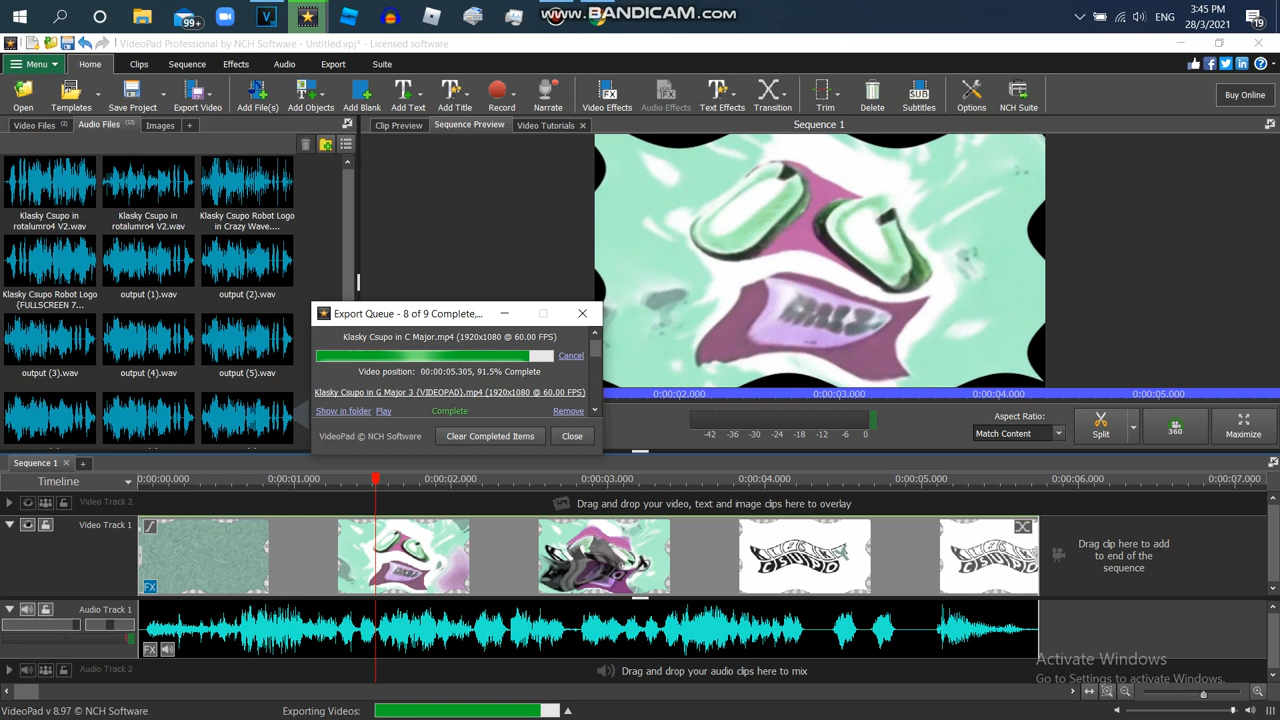 www.BANDICAM.com
99+
3:45 PM
ENG
28/3/2021
19
VideoPad Professional by NCH Software - Untitled.vpj* - Licensed software
Menu
Home
Clips
Sequence
Effects
Audio
Export
Suite
Open
Templates
Save Project
Export Video
Add File(s)
Add Objects
Add Blank
Add Text
Add Title
Record
Narrate
Video Effects
Audio Effects
Text Effects
Transition
Trim
Delete
Subtitles
Options
NCH Suite
Buy Online
Video Files (2)
Audio Files (13)
Images
+
Clip Preview
Sequence Preview
Video Tutorials
Sequence 1
Klasky Csupo in
rotalumro4 V2.wav
Klasky Csupo in
rotalumro4 V2.wav
Klasky Csupo Robot Logo
in Crazy Wave....
Klasky Csupo Robot Logo
{FULLSCREEN 7...
output (1).wav
output (2).wav
output (3).wav
output (4).wav
output (5).wav
Export Queue - 8 of 9 Complete,...
Klasky Csupo in C Major.mp4 (1920x1080 @ 60.00 FPS)
Cancel
Video position: 00:00:05.305, 91.5% Complete
Klasky Csupo in G Major 3 {VIDEOPAD}.mp4 (1920x1080 @ 60.00 FPS)
Show in folder
Play
Complete
Remove
VideoPad © NCH Software
Clear Completed Items
Close
0:00:02.000
0:00:03.000
0:00:04.000
0:00:05.000
-42 -36 -30 -24 -18 -12 -6 0
Aspect Ratio:
Match Content
Split
360
Maximize
Sequence 1
+
Timeline
0:00:00.000
0:00:01.000
0:00:02.000
0:00:03.000
0:00:04.000
0:00:05.000
0:00:06.000
0:00:07.000
Video Track 2
Drag and drop your video, text and image clips here to overlay
Video Track 1
FX
Drag clip here to add
to end of the
sequence
Audio Track 1
FX
Audio Track 2
Drag and drop your audio clips here to mix
Activate Windows
Go to Settings to activate Windows.
VideoPad v 8.97 © NCH Software
Exporting Videos: